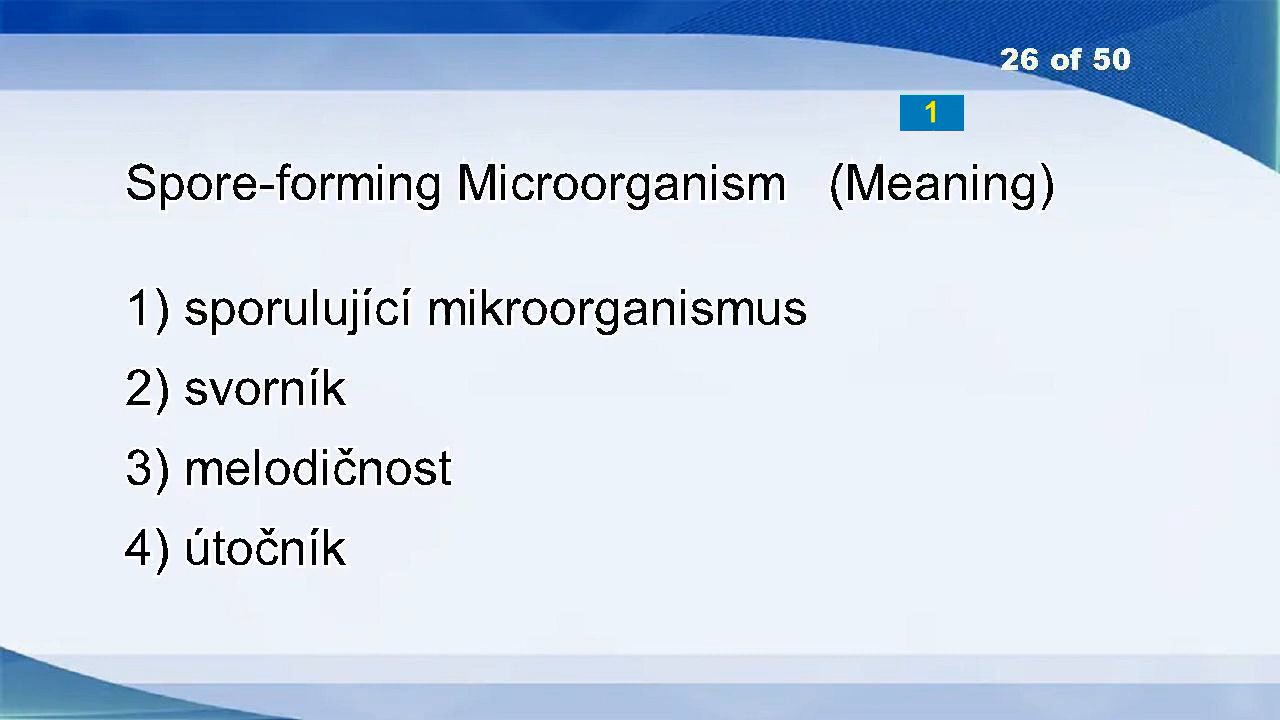 26 of 50
1
Spore-forming Microorganism (Meaning)
1) sporulující mikroorganismus
2) svorník
3) melodičnost
4) útočník